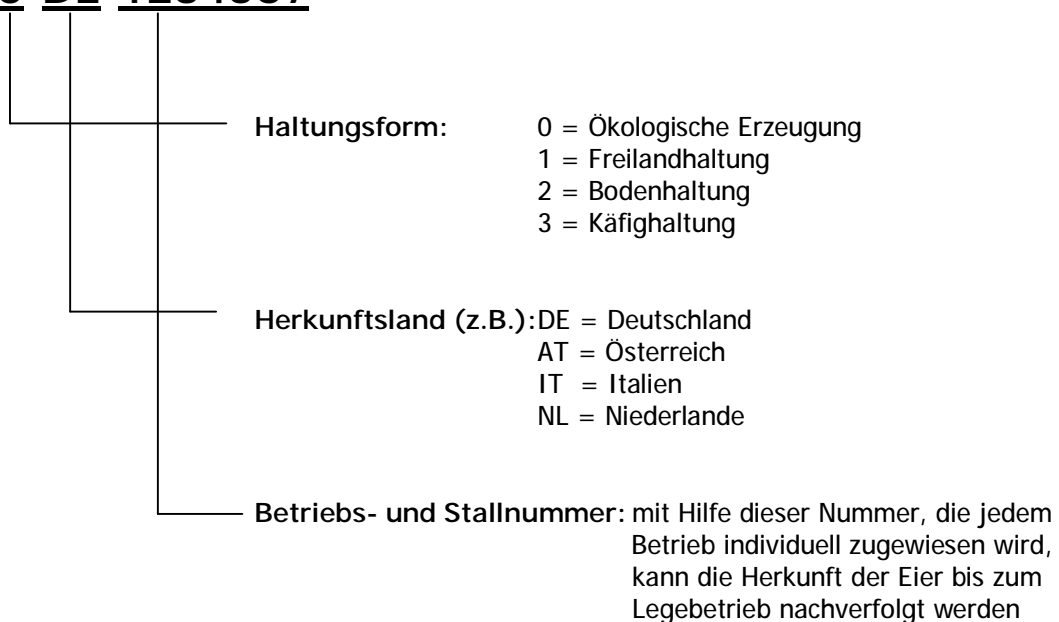 Haltungsform: 0 = Ökologische Erzeugung
1 = Freilandhaltung
2 = Bodenhaltung
3 = Käfighaltung
Herkunftsland (z.B.): DE = Deutschland
AT = Österreich
IT = Italien
NL = Niederlande
Betriebs- und Stallnummer: mit Hilfe dieser Nummer, die jedem
Betrieb individuell zugewiesen wird,
kann die Herkunft der Eier bis zum
Legebetrieb nachverfolgt werden